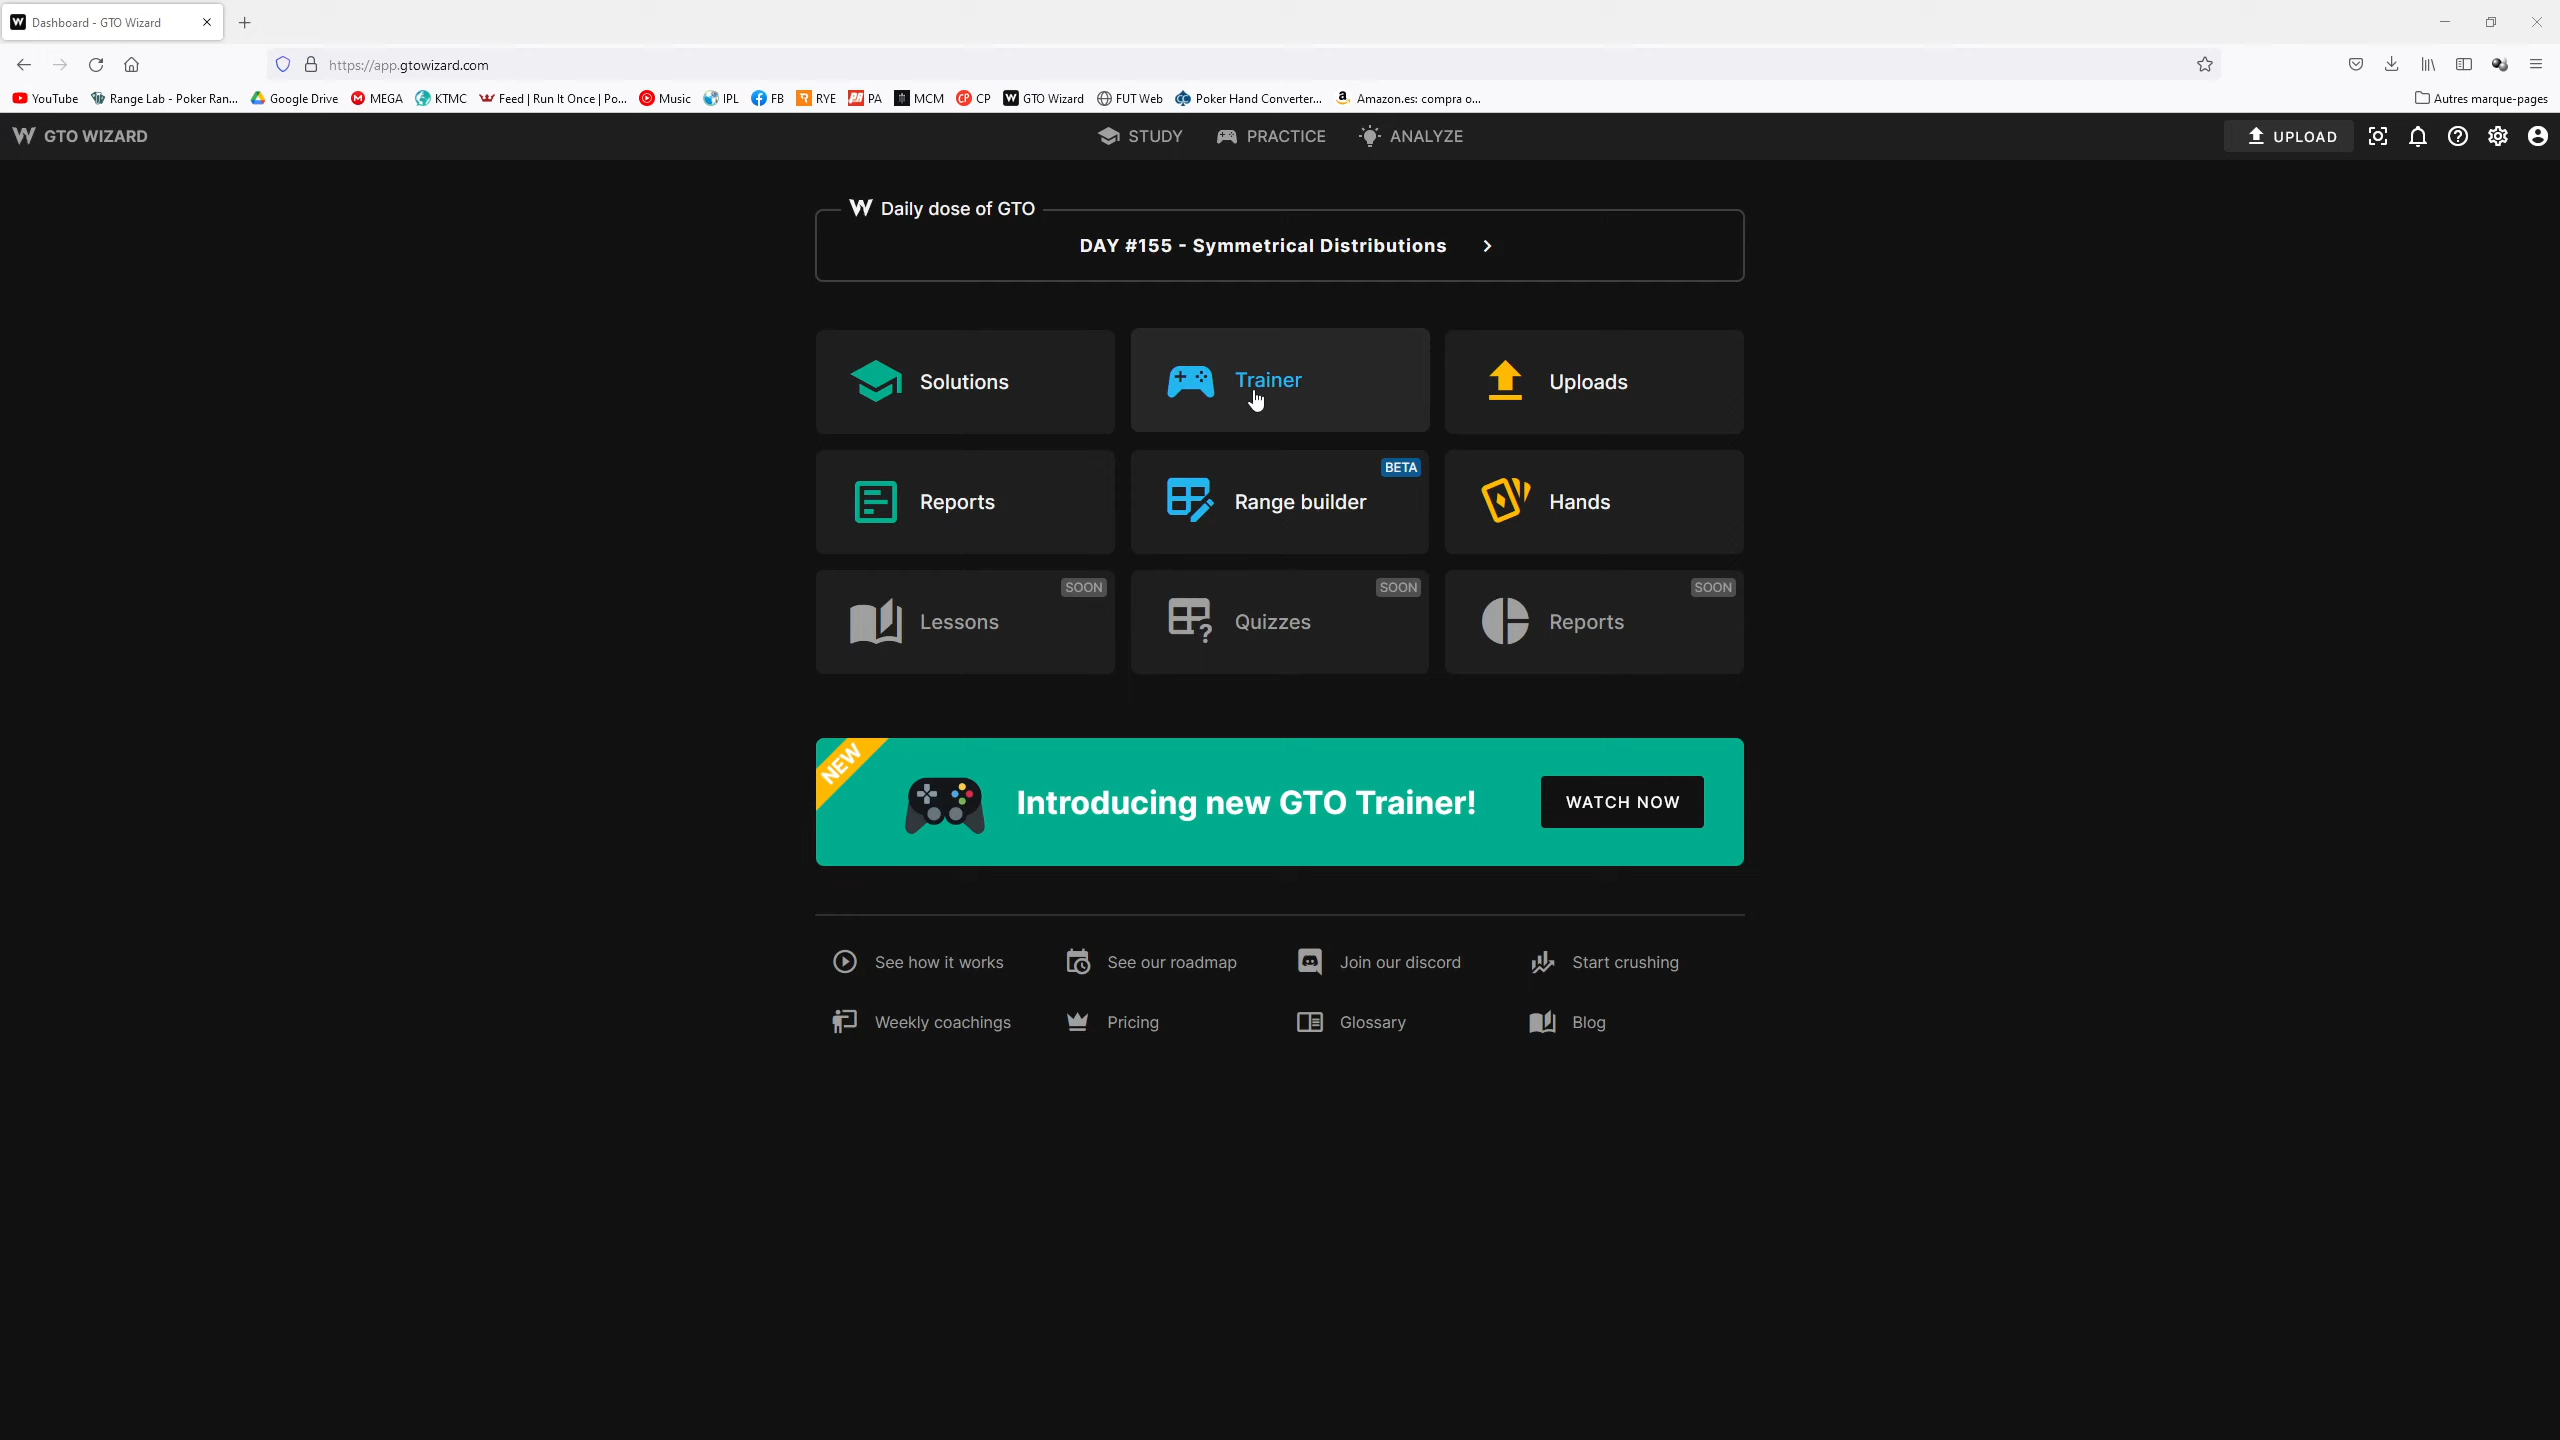 Dashboard - GTO Wizard
https://app.gtowizard.com
YouTube Range Lab - Poker Ran... Google Drive MEGA KTMC Feed | Run It Once | Po... Music IPL FB RYE PA MCM CP GTO Wizard FUT Web Poker Hand Converter... Amazon.es: compra o... Autres marque-pages
GTO WIZARD STUDY PRACTICE ANALYZE UPLOAD
Daily dose of GTO
DAY #155 - Symmetrical Distributions
Solutions Trainer Uploads
BETA
Reports Range builder Hands
SOON SOON SOON
Lessons Quizzes Reports
NEW
Introducing new GTO Trainer! WATCH NOW
See how it works See our roadmap Join our discord Start crushing
Weekly coachings Pricing Glossary Blog